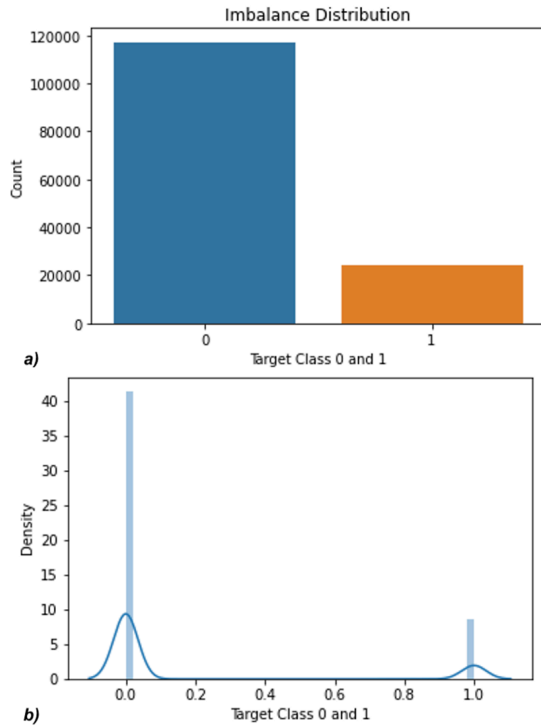 Imbalance Distribution
120000
100000
80000
60000
40000
20000
0
Count
0 1
Target Class 0 and 1
a)
40
35
30
25
20
15
10
5
0
Density
0.0 0.2 0.4 0.6 0.8 1.0
Target Class 0 and 1
b)